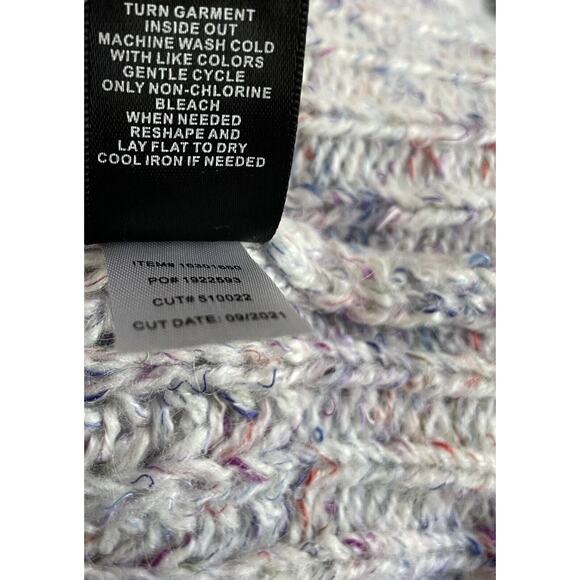 TURN GARMENT
INSIDE OUT
MACHINE WASH COLD
WITH LIKE COLORS
GENTLE CYCLE
ONLY NON-CHLORINE
BLEACH
WHEN NEEDED
RESHAPE AND
LAY FLAT TO DRY
COOL IRON IF NEEDED
ITEM#
PO# 1922593
CUT# 510022
CUT DATE: 09/2021